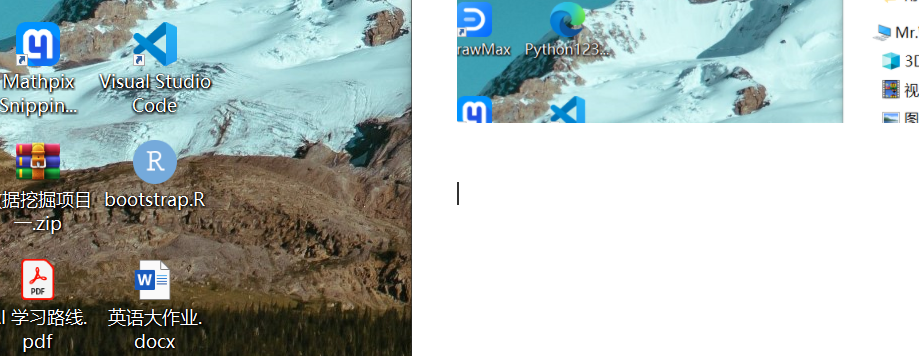 Mathpix
Snippin...
Visual Studio
Code
据挖掘项目
一.zip
R
bootstrap.R
PDF
学习路线.
pdf
W
英语大作业.
docx
rawMax
Python123...
Mr.
3D
视
图